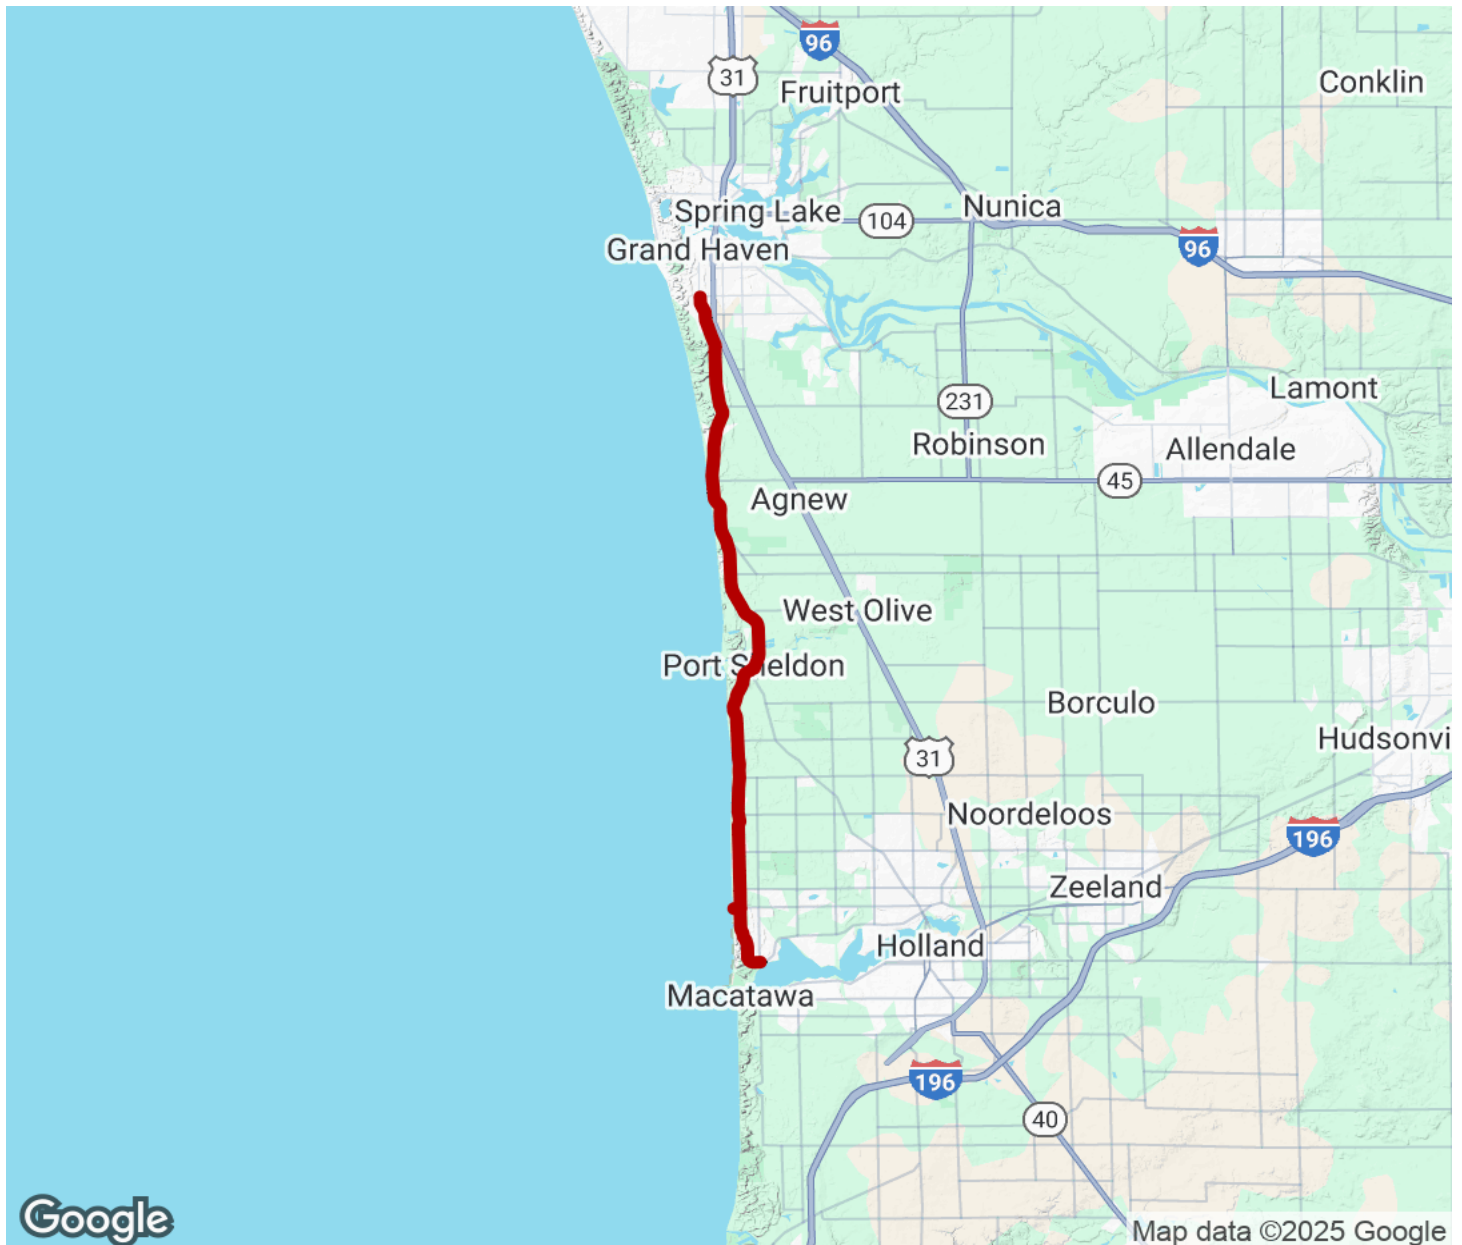 96
31
Conklin
Fruitport
Nunica
Spring Lake
104
Grand Haven
96
Lamont
231
Robinson
Allendale
45
Agnew
West Olive
Port Sheldon
Borculo
Hudsonvi
31
Noordeloos
196
Zeeland
Holland
Macatawa
196
40
Google
Map data ©2025 Google